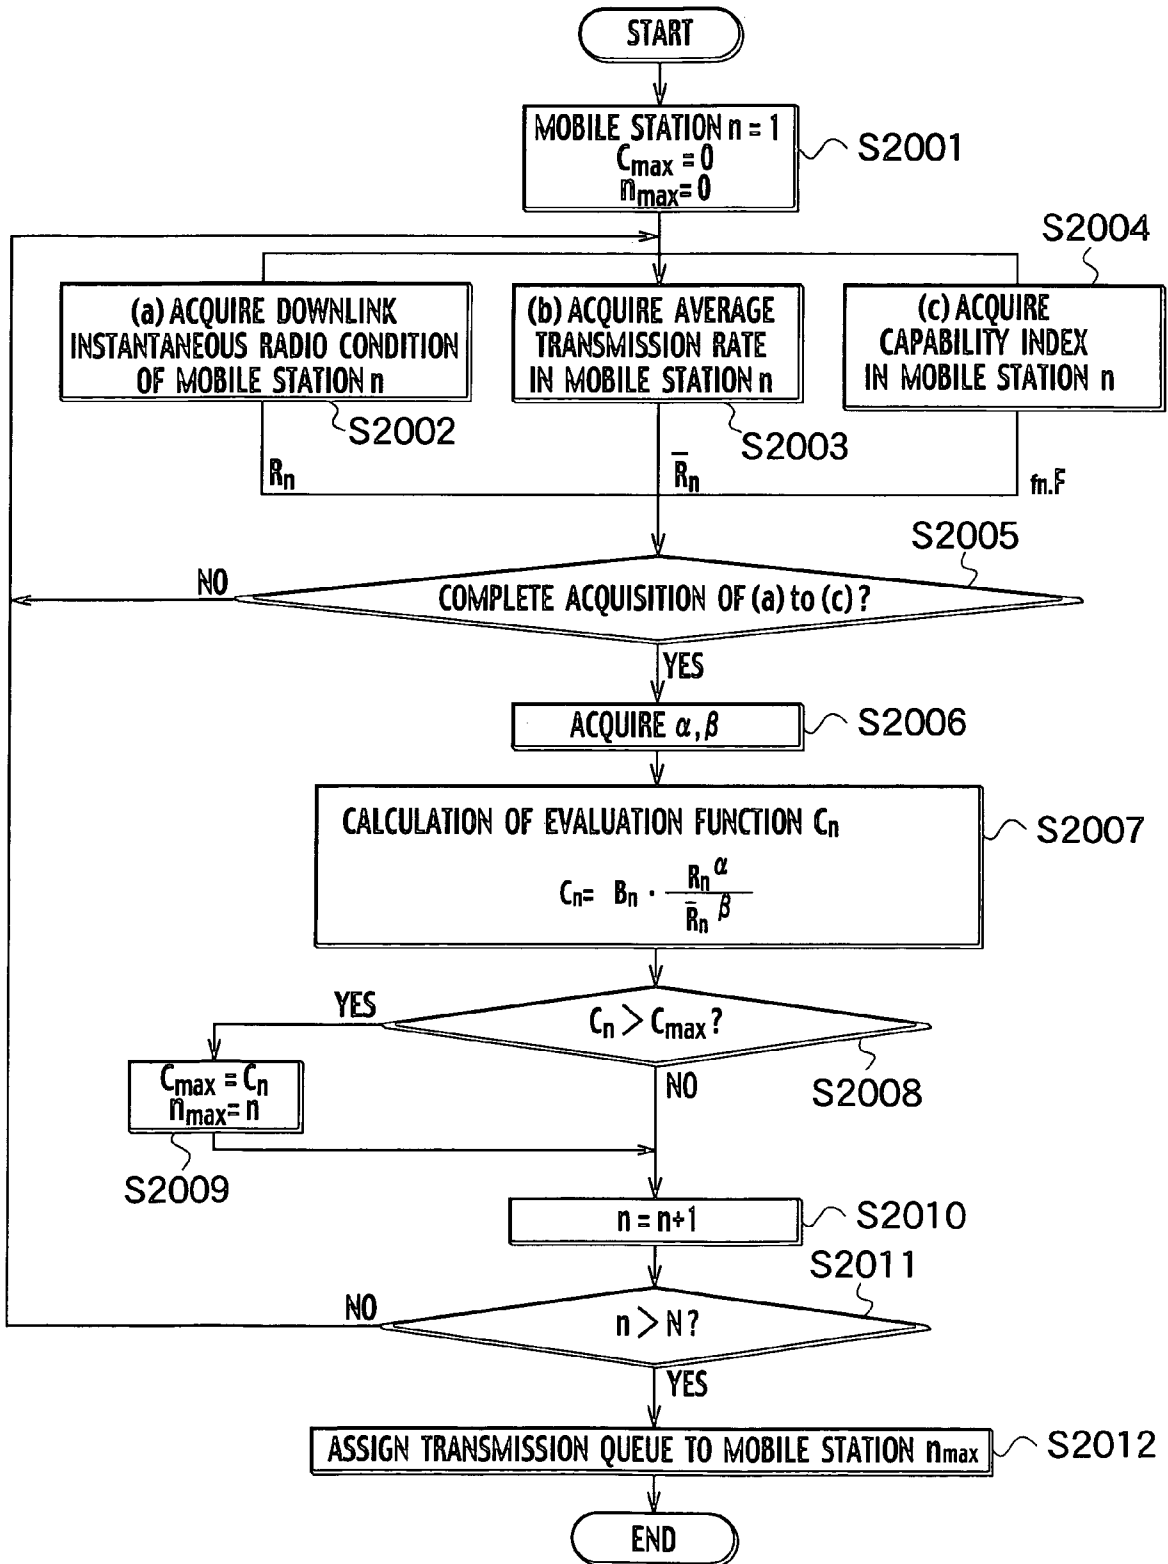 START
MOBILE STATION n = 1
Cmax = 0
nmax= 0
S2001
S2004
(a) ACQUIRE DOWNLINK
INSTANTANEOUS RADIO CONDITION
OF MOBILE STATION n
(b) ACQUIRE AVERAGE
TRANSMISSION RATE
IN MOBILE STATION n
(c) ACQUIRE
CAPABILITY INDEX
IN MOBILE STATION n
S2002
S2003
Rn
R̅n
fn.F
S2005
NO
COMPLETE ACQUISITION OF (a) to (c) ?
YES
ACQUIRE α, β
S2006
CALCULATION OF EVALUATION FUNCTION Cn
S2007
Cn= Bn · Rn^α / R̅n^β
YES
Cn > Cmax ?
S2008
NO
Cmax = Cn
nmax= n
S2009
n = n+1
S2010
S2011
NO
n > N ?
YES
ASSIGN TRANSMISSION QUEUE TO MOBILE STATION nmax
S2012
END